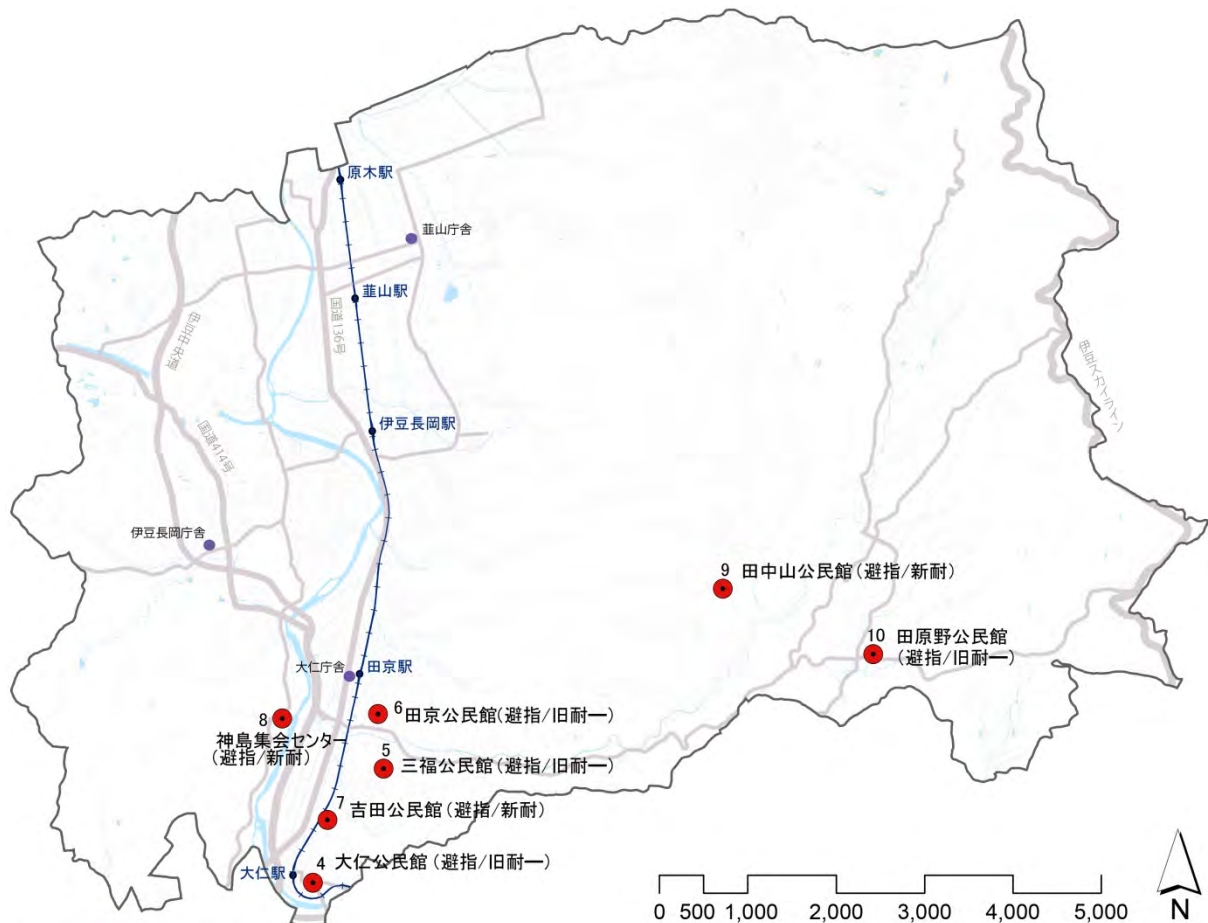 原木駅
韮山庁舎
韮山駅
国道136号
伊豆中央道
伊豆スカイライン
伊豆長岡駅
国道414号
伊豆長岡庁舎
9 田中山公民館(避指/新耐)
10 田原野公民館
(避指/旧耐一)
大仁庁舎
田京駅
6 田京公民館(避指/旧耐一)
8
神島集会センター
(避指/新耐)
5
三福公民館(避指/旧耐一)
7 吉田公民館(避指/新耐)
大仁駅
4 大仁公民館(避指/旧耐一)
0 500 1,000 2,000 3,000 4,000 5,000
N